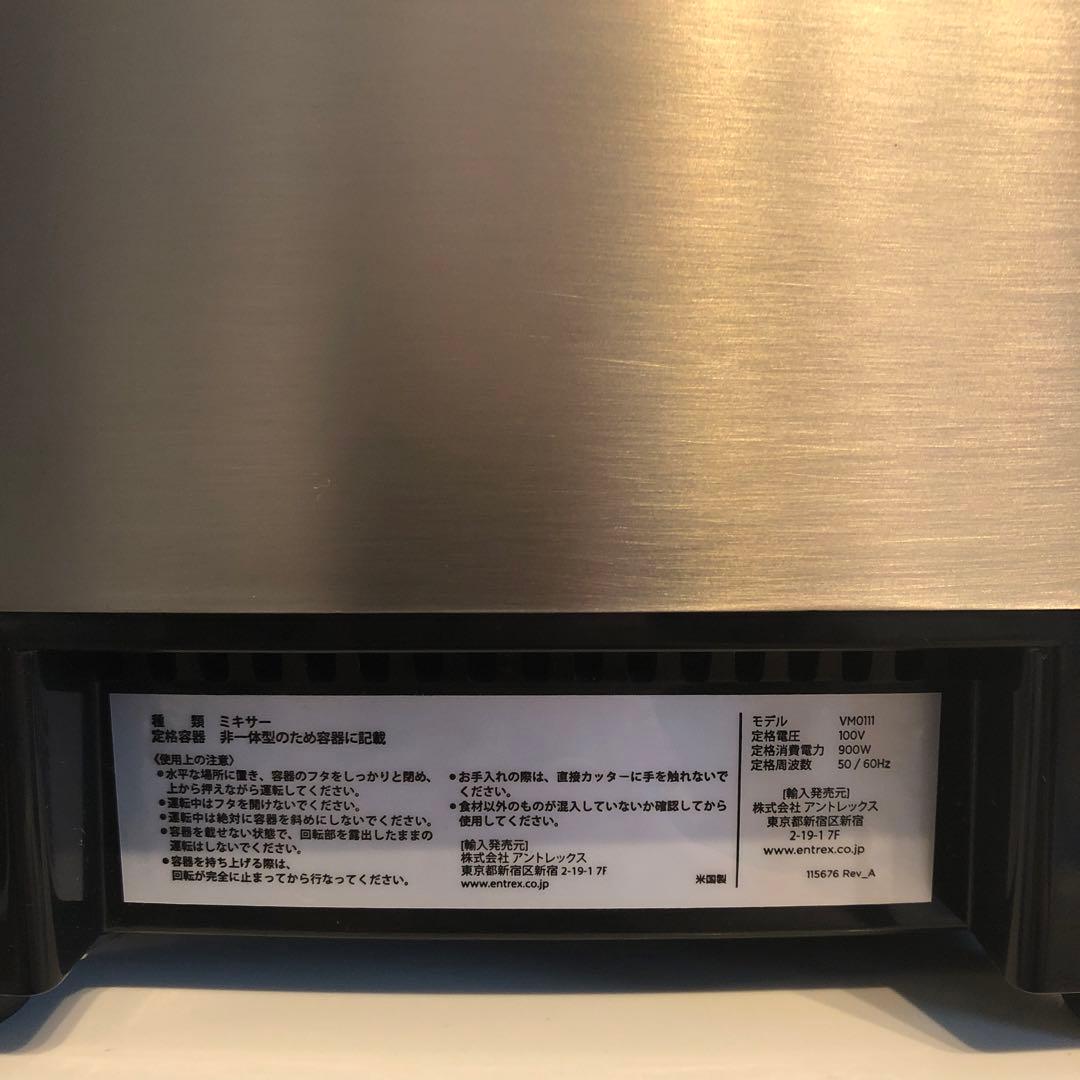 種　類　ミキサー
定格容器　非一体型のため容器に記載
《使用上の注意》
●水平な場所に置き、容器のフタをしっかりと閉め、
上から押えながら運転してください。
●運転中はフタを開けないでください。
●運転中は絶対に容器を斜めにしないでください。
●容器を載せない状態で、回転部を露出したままの
運転はしないでください。
●容器を持ち上げる際は、
回転が完全に止まってから行なってください。
●お手入れの際は、直接カッターに手を触れないで
ください。
●食材以外のものが混入していないか確認してから
使用してください。
[輸入発売元]
株式会社 アントレックス
東京都新宿区新宿 2-19-1 7F
www.entrex.co.jp
米国製
モデル　VM0111
定格電圧　100V
定格消費電力　900W
定格周波数　50 / 60Hz
[輸入発売元]
株式会社 アントレックス
東京都新宿区新宿
2-19-1 7F
www.entrex.co.jp
115676 Rev_A